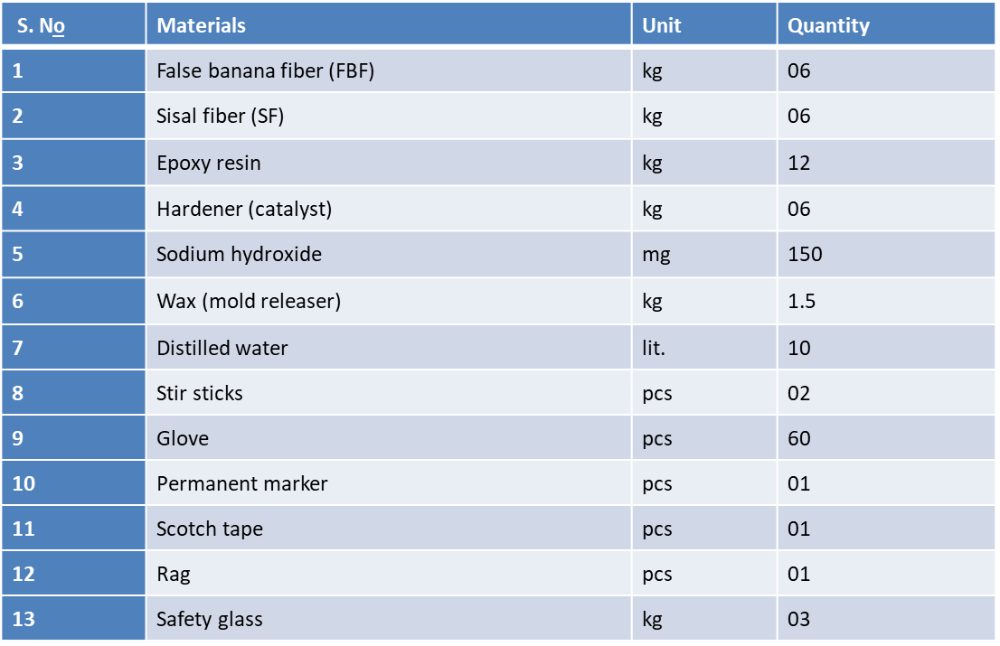 S. No Materials Unit Quantity
1 False banana fiber (FBF) kg 06
2 Sisal fiber (SF) kg 06
3 Epoxy resin kg 12
4 Hardener (catalyst) kg 06
5 Sodium hydroxide mg 150
6 Wax (mold releaser) kg 1.5
7 Distilled water lit. 10
8 Stir sticks pcs 02
9 Glove pcs 60
10 Permanent marker pcs 01
11 Scotch tape pcs 01
12 Rag pcs 01
13 Safety glass kg 03